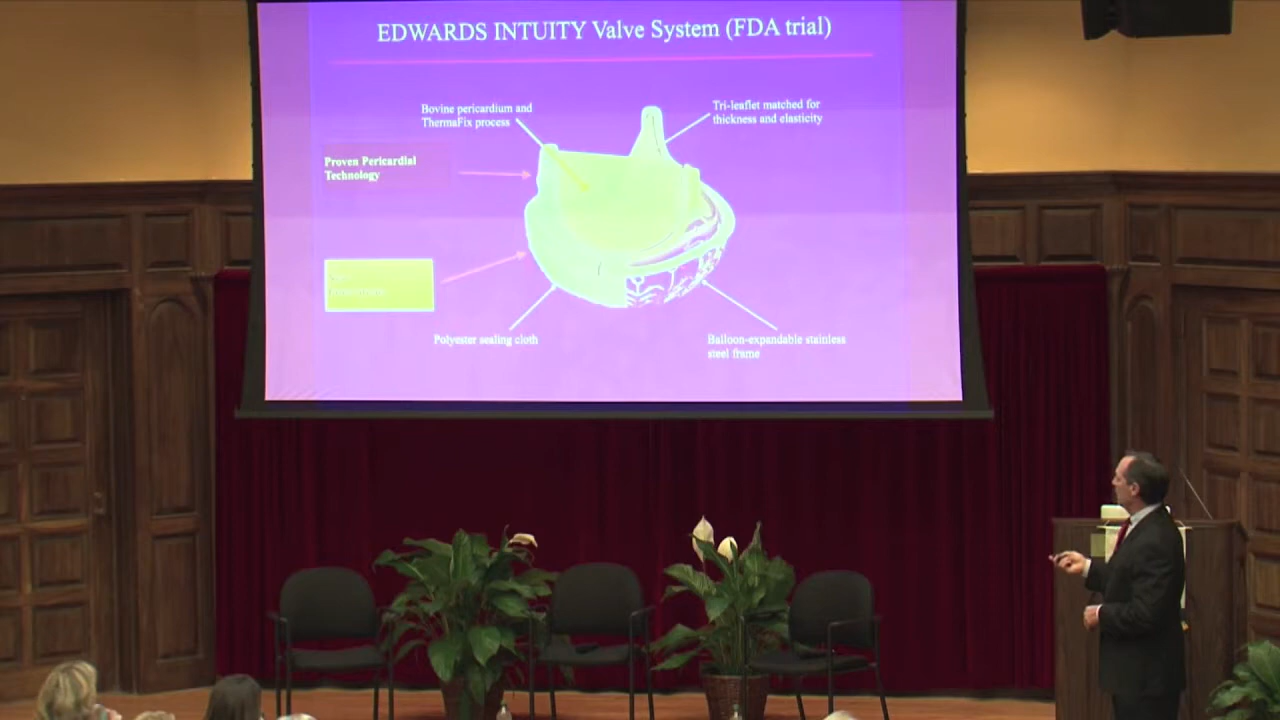 EDWARDS INTUITY Valve System (FDA trial)
Bovine pericardium and
ThermaFix process
Tri-leaflet matched for
thickness and elasticity
Proven Pericardial
Technology
Polyester sealing cloth
Balloon-expandable stainless
steel frame